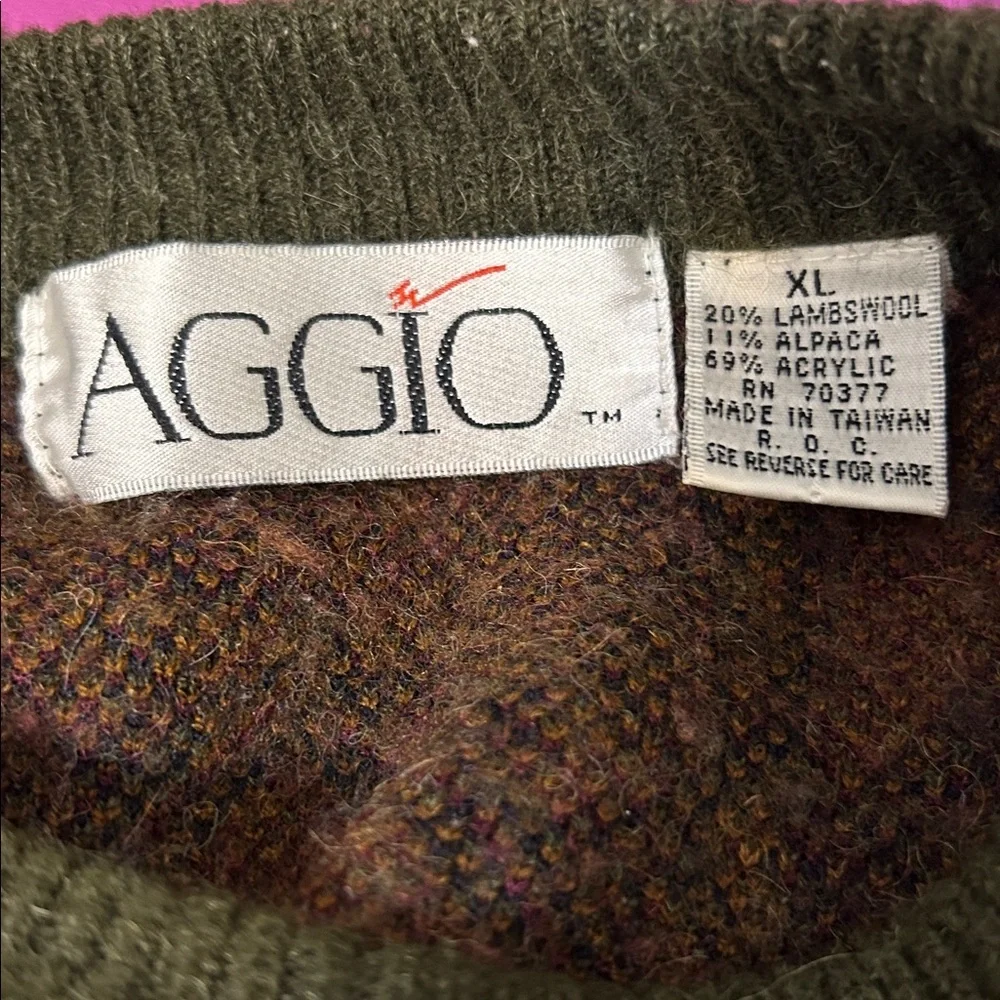 AGGIO
TM
XL
20% LAMBSWOOL
11% ALPACA
69% ACRYLIC
RN 70377
MADE IN TAIWAN
R. O. C.
SEE REVERSE FOR CARE